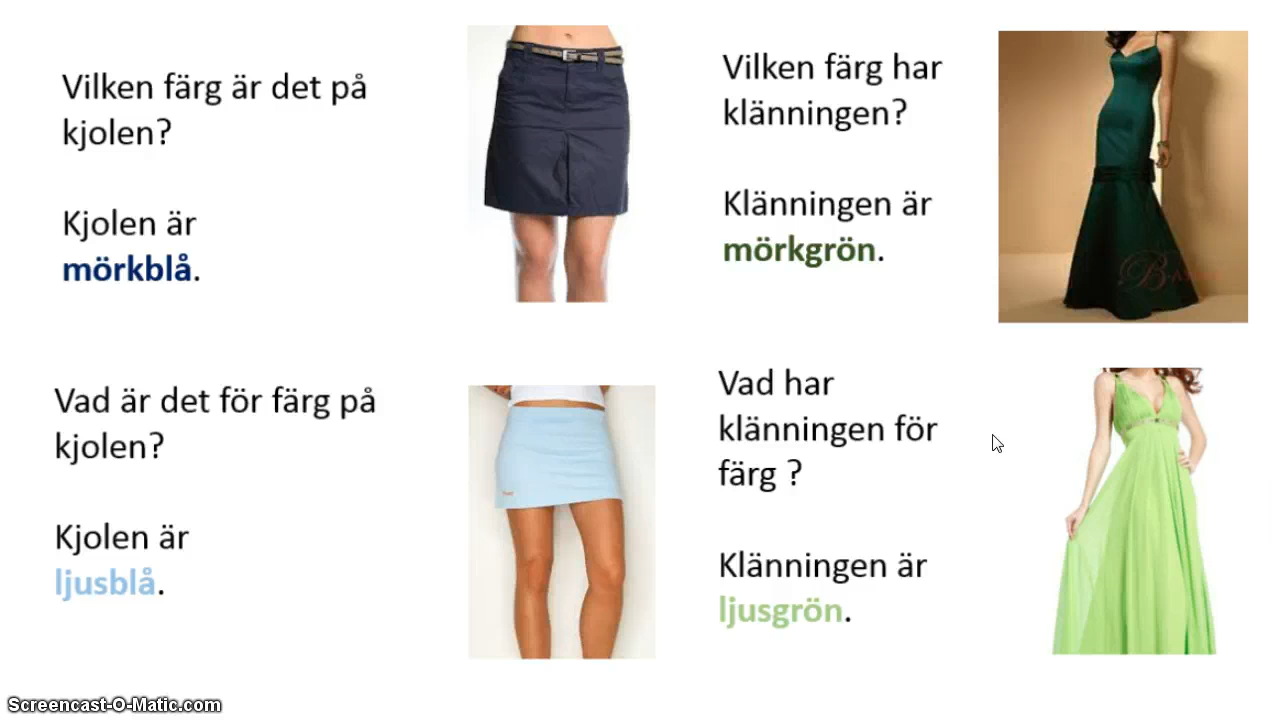 Vilken färg är det på
kjolen?
Kjolen är
mörkblå.
Vilken färg har
klänningen?
Klänningen är
mörkgrön.
Vad är det för färg på
kjolen?
Kjolen är
ljusblå.
Vad har
klänningen för
färg ?
Klänningen är
ljusgrön.
Screencast-O-Matic.com